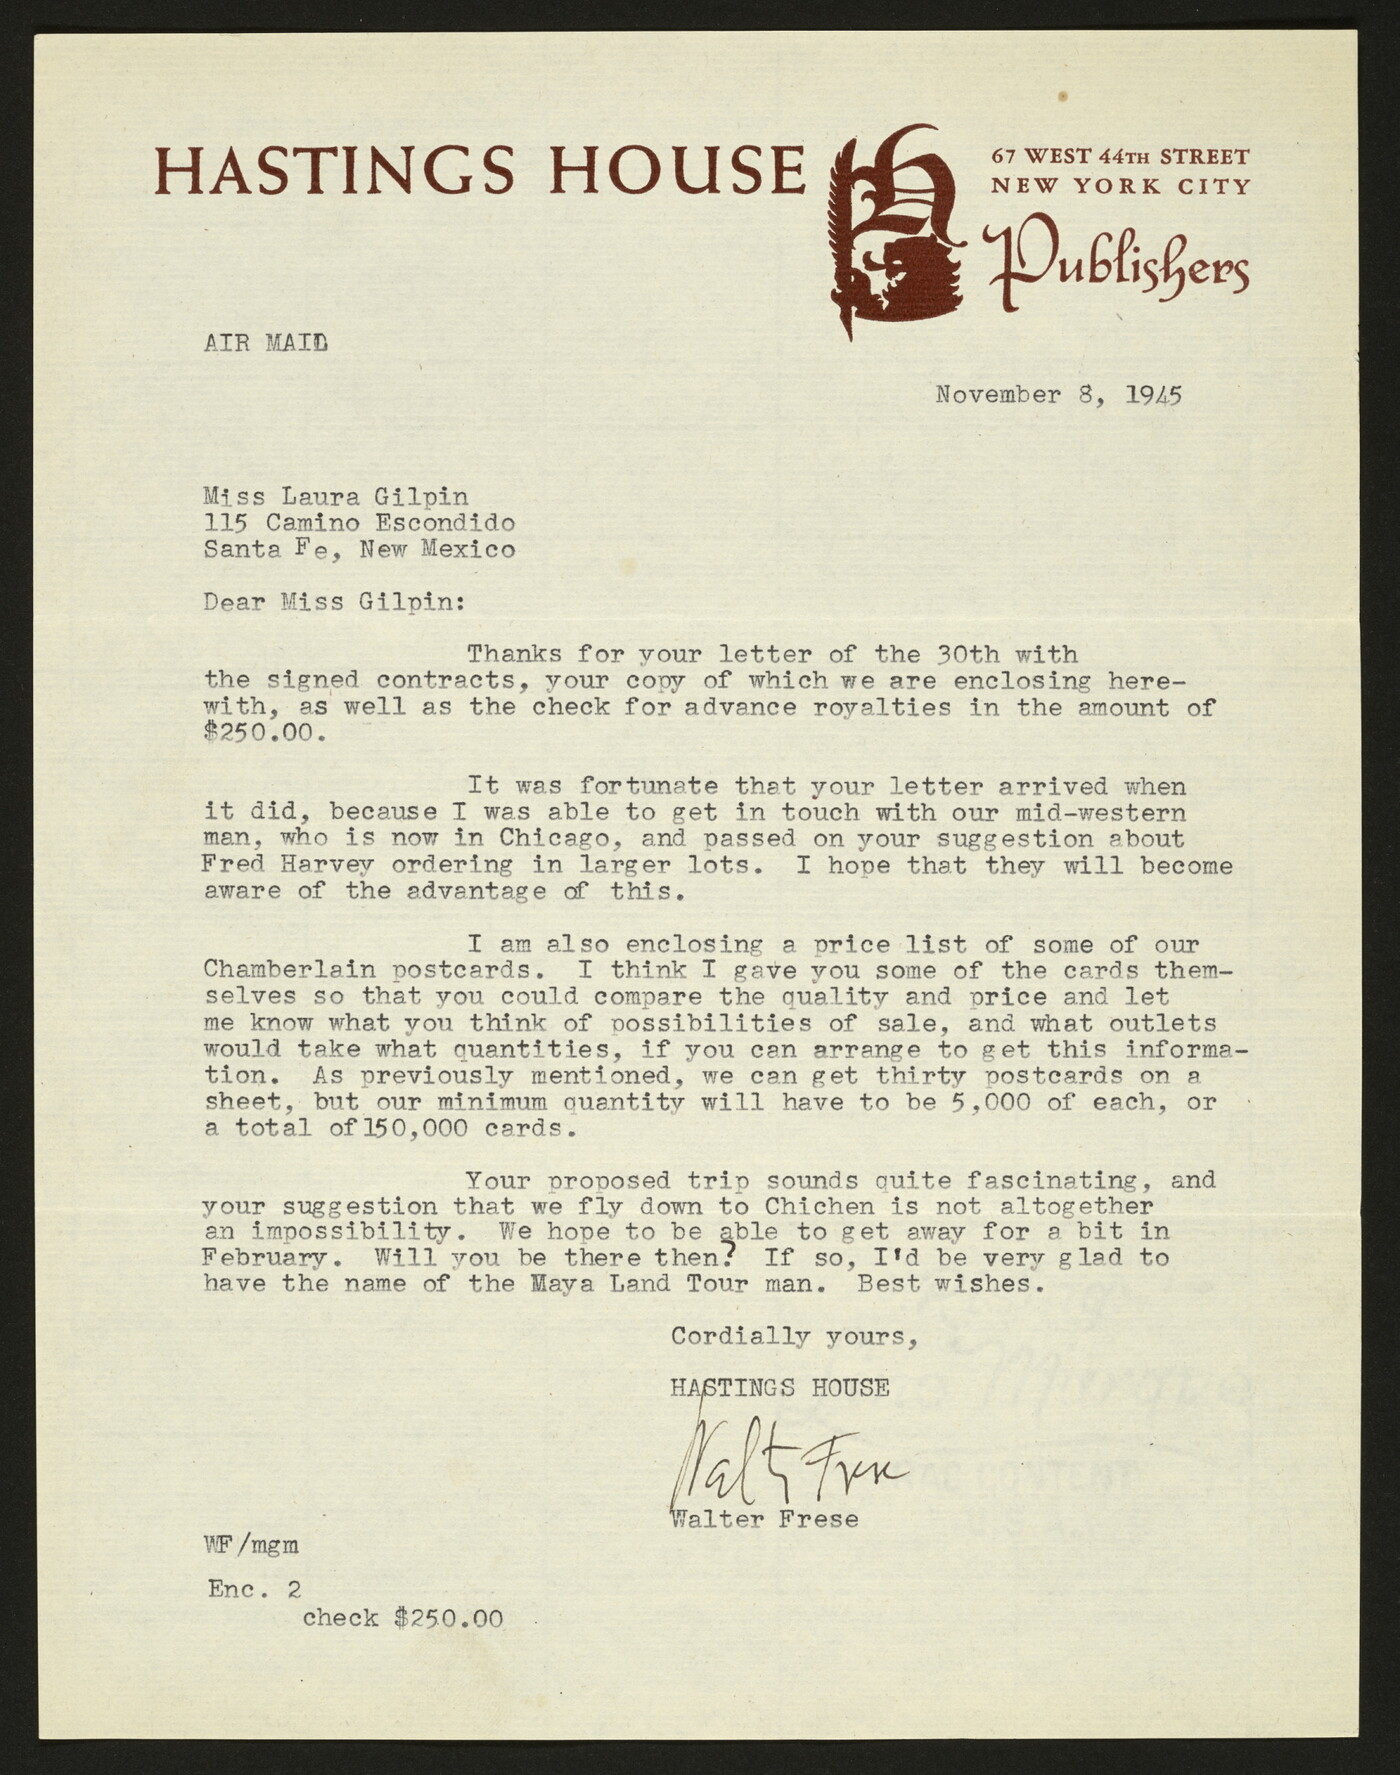 HASTINGS HOUSE
67 WEST 44TH STREET
NEW YORK CITY
Publishers
AIR MAIL
November 8, 1945
Miss Laura Gilpin
115 Camino Escondido
Santa Fe, New Mexico
Dear Miss Gilpin:
Thanks for your letter of the 30th with
the signed contracts, your copy of which we are enclosing here-
with, as well as the check for advance royalties in the amount of
$250.00.
It was fortunate that your letter arrived when
it did, because I was able to get in touch with our mid-western
man, who is now in Chicago, and passed on your suggestion about
Fred Harvey ordering in larger lots. I hope that they will become
aware of the advantage of this.
I am also enclosing a price list of some of our
Chamberlain postcards. I think I gave you some of the cards them-
selves so that you could compare the quality and price and let
me know what you think of possibilities of sale, and what outlets
would take what quantities, if you can arrange to get this informa-
tion. As previously mentioned, we can get thirty postcards on a
sheet, but our minimum quantity will have to be 5,000 of each, or
a total of 150,000 cards.
Your proposed trip sounds quite fascinating, and
your suggestion that we fly down to Chichen is not altogether
an impossibility. We hope to be able to get away for a bit in
February. Will you be there then? If so, I'd be very glad to
have the name of the Maya Land Tour man. Best wishes.
Cordially yours,
HASTINGS HOUSE
Walter Frese
Walter Frese
WF/mgm
Enc. 2
check $250.00